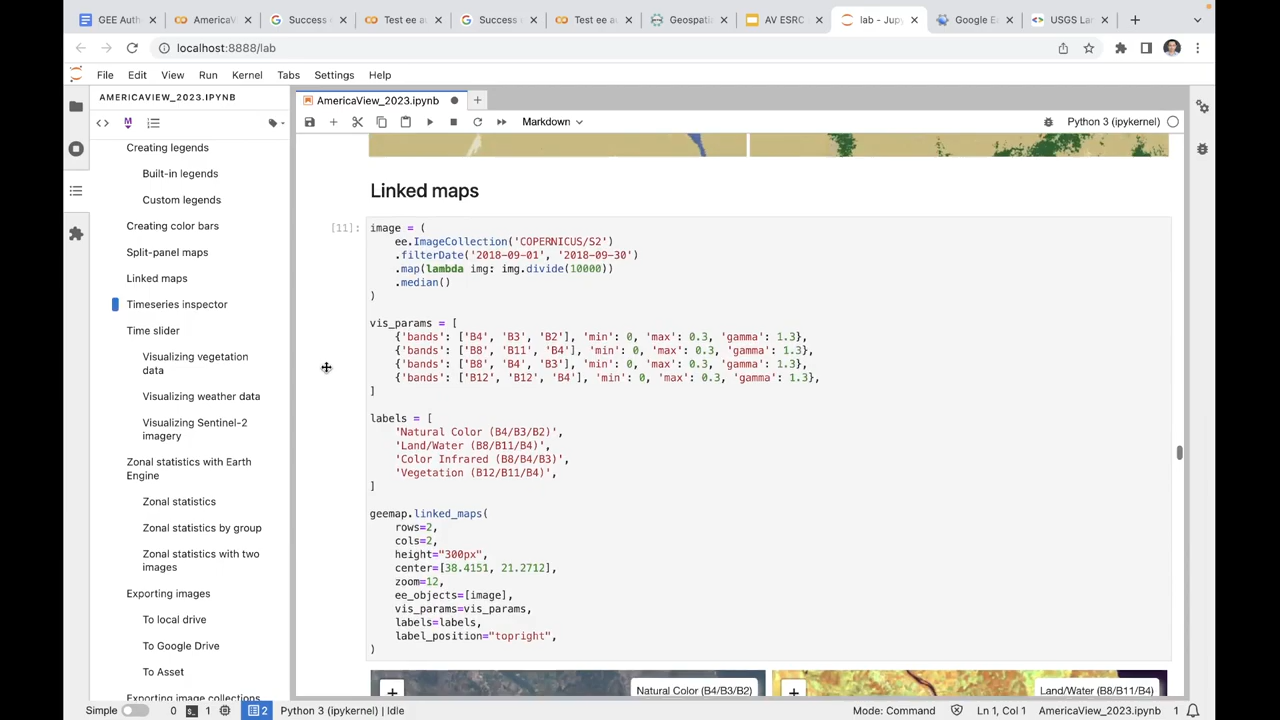 GEE Auth
AmericaV
Success
Test ee au
Success
Test ee a
Geospati
AV ESRC
lab - Jup
Google E
USGS Lan
localhost:8888/lab
File Edit View Run Kernel Tabs Settings Help
AMERICAVIEW_2023.IPYNB
AmericaView_2023.ipynb
Markdown
Python 3 (ipykernel)
Creating legends
Built-in legends
Custom legends
Creating color bars
Split-panel maps
Linked maps
Timeseries inspector
Time slider
Visualizing vegetation
data
Visualizing weather data
Visualizing Sentinel-2
imagery
Zonal statistics with Earth
Engine
Zonal statistics
Zonal statistics by group
Zonal statistics with two
images
Exporting images
To local drive
To Google Drive
To Asset
Exporting image collections
Linked maps
[11]:
image = (
ee.ImageCollection('COPERNICUS/S2')
.filterDate('2018-09-01', '2018-09-30')
.map(lambda img: img.divide(10000))
.median()
)
vis_params = [
{'bands': ['B4', 'B3', 'B2'], 'min': 0, 'max': 0.3, 'gamma': 1.3},
{'bands': ['B8', 'B11', 'B4'], 'min': 0, 'max': 0.3, 'gamma': 1.3},
{'bands': ['B8', 'B4', 'B3'], 'min': 0, 'max': 0.3, 'gamma': 1.3},
{'bands': ['B12', 'B12', 'B4'], 'min': 0, 'max': 0.3, 'gamma': 1.3},
]
labels = [
'Natural Color (B4/B3/B2)',
'Land/Water (B8/B11/B4)',
'Color Infrared (B8/B4/B3)',
'Vegetation (B12/B11/B4)',
]
geemap.linked_maps(
rows=2,
cols=2,
height="300px",
center=[38.4151, 21.2712],
zoom=12,
ee_objects=[image],
vis_params=vis_params,
labels=labels,
label_position="topright",
)
+
Natural Color (B4/B3/B2)
+
Land/Water (B8/B11/B4)
Simple
0
1
2
Python 3 (ipykernel) | Idle
Mode: Command
Ln 1, Col 1
AmericaView_2023.ipynb
1